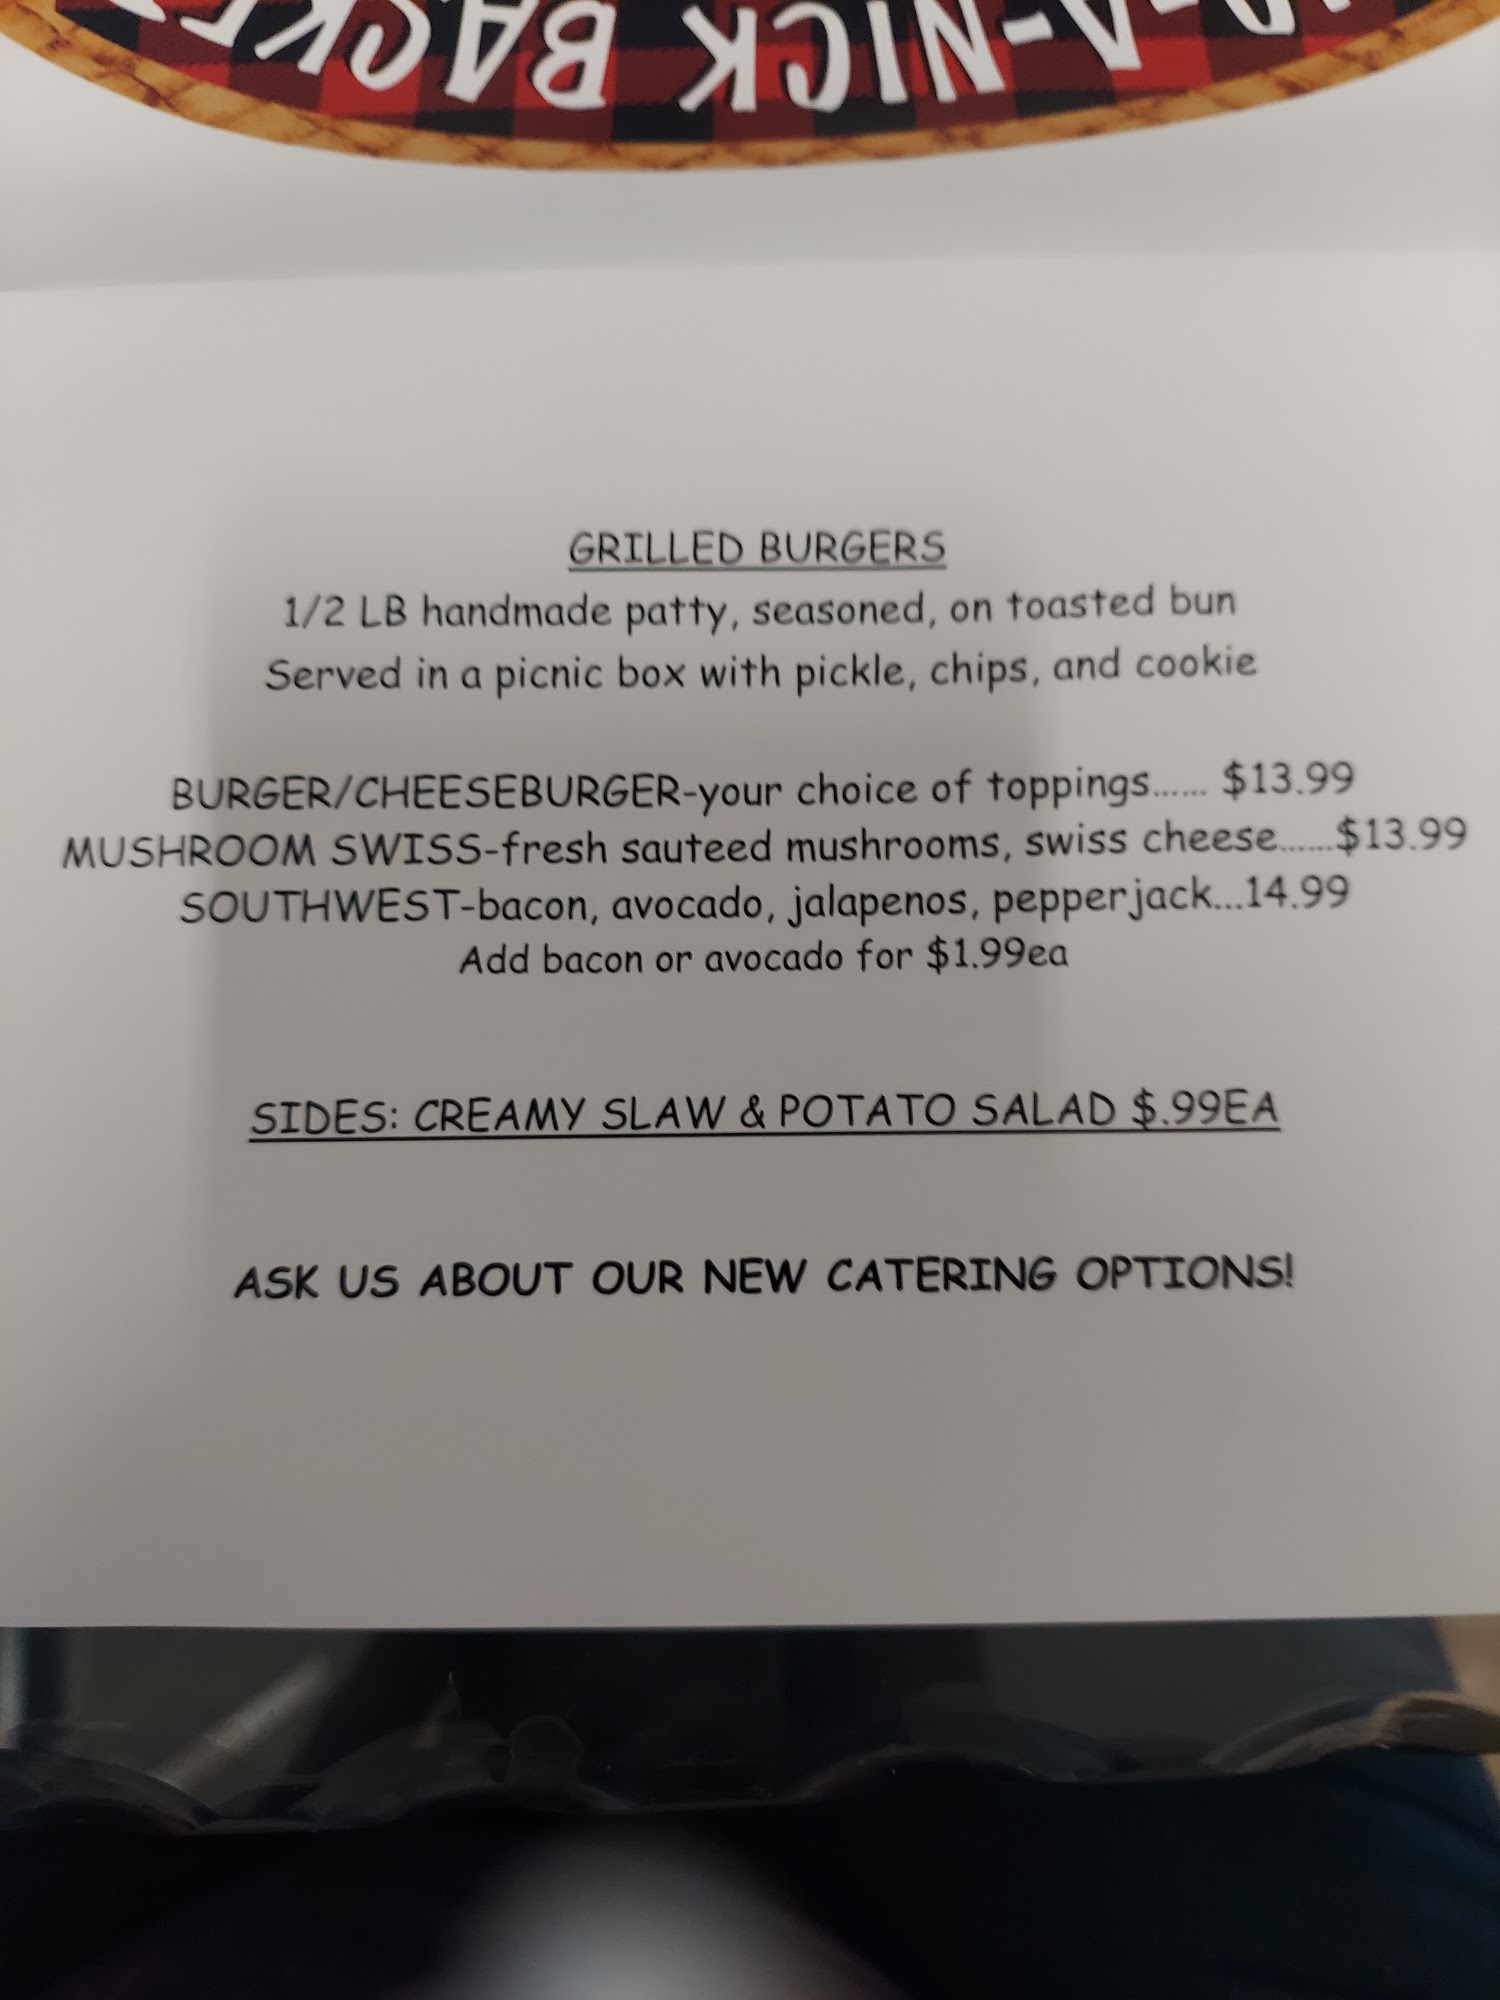 -A-NICK
GRILLED BURGERS
1/2 LB handmade patty, seasoned, on toasted bun
Served in a picnic box with pickle, chips, and cookie
BURGER/CHEESEBURGER-your choice of toppings...... $13.99
MUSHROOM SWISS-fresh sauteed mushrooms, swiss cheese......$13.99
SOUTHWEST-bacon, avocado, jalapenos, pepperjack...14.99
Add bacon or avocado for $1.99ea
SIDES: CREAMY SLAW & POTATO SALAD $.99EA
ASK US ABOUT OUR NEW CATERING OPTIONS!